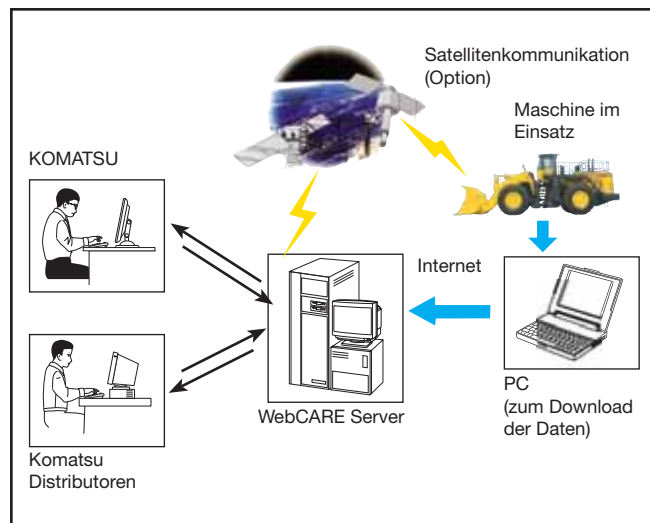 Satellitenkommunikation
(Option)
Maschine im
Einsatz
KOMATSU
Internet
WebCARE Server
PC
(zum Download
der Daten)
Komatsu
Distributoren